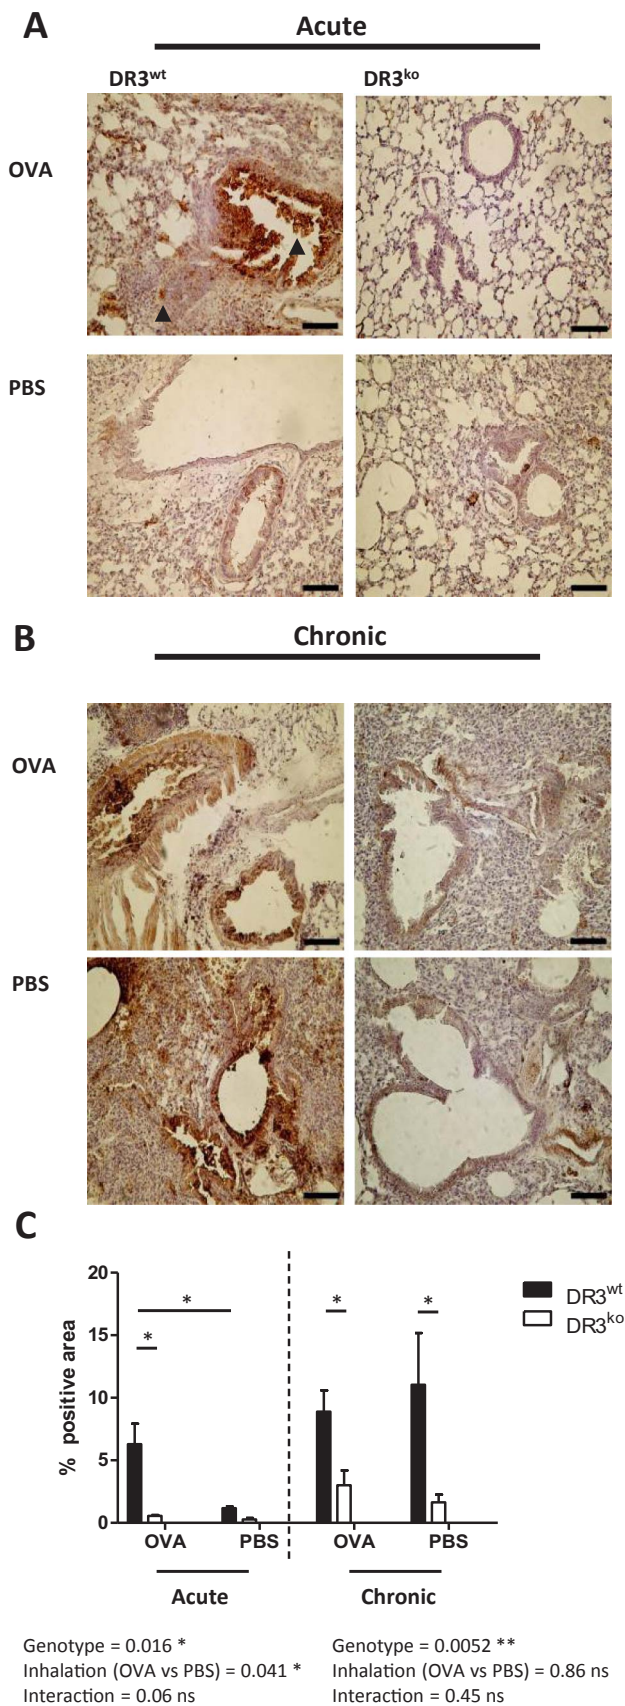 A
Acute
DR3wt
DR3ko
OVA
PBS
B
Chronic
OVA
PBS
C
% positive area
20
15
10
5
0
*
*
*
*
DR3wt
DR3ko
OVA
PBS
OVA
PBS
Acute
Chronic
Genotype = 0.016 *
Inhalation (OVA vs PBS) = 0.041 *
Interaction = 0.06 ns
Genotype = 0.0052 **
Inhalation (OVA vs PBS) = 0.86 ns
Interaction = 0.45 ns